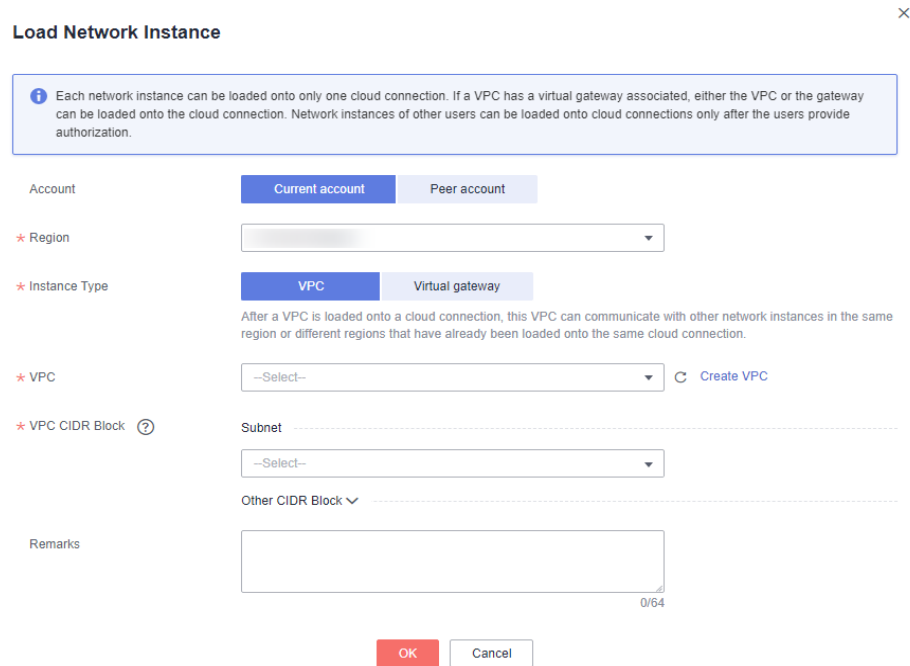 Load Network Instance
Each network instance can be loaded onto only one cloud connection. If a VPC has a virtual gateway associated, either the VPC or the gateway
can be loaded onto the cloud connection. Network instances of other users can be loaded onto cloud connections only after the users provide
authorization.
Account Current account Peer account
* Region
* Instance Type VPC Virtual gateway
After a VPC is loaded onto a cloud connection, this VPC can communicate with other network instances in the same
region or different regions that have already been loaded onto the same cloud connection.
* VPC --Select-- Create VPC
* VPC CIDR Block ? Subnet
--Select--
Other CIDR Block
Remarks
0/64
OK Cancel